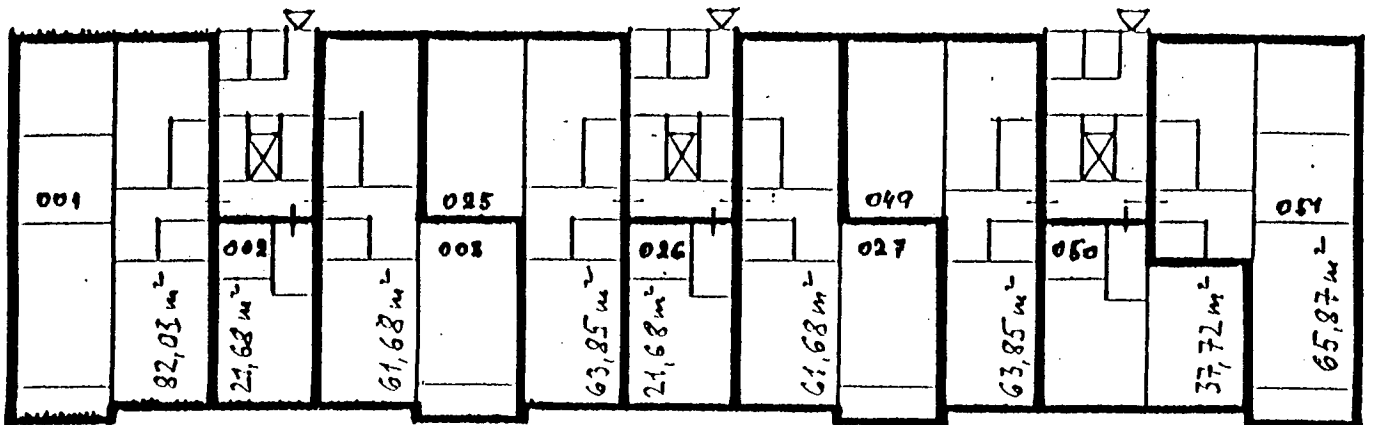 001
025
049
051
002
003
026
027
050
82,03 m²
21,68 m²
61,68 m²
63,85 m²
21,68 m²
61,68 m²
63,85 m²
37,72 m²
65,87 m²